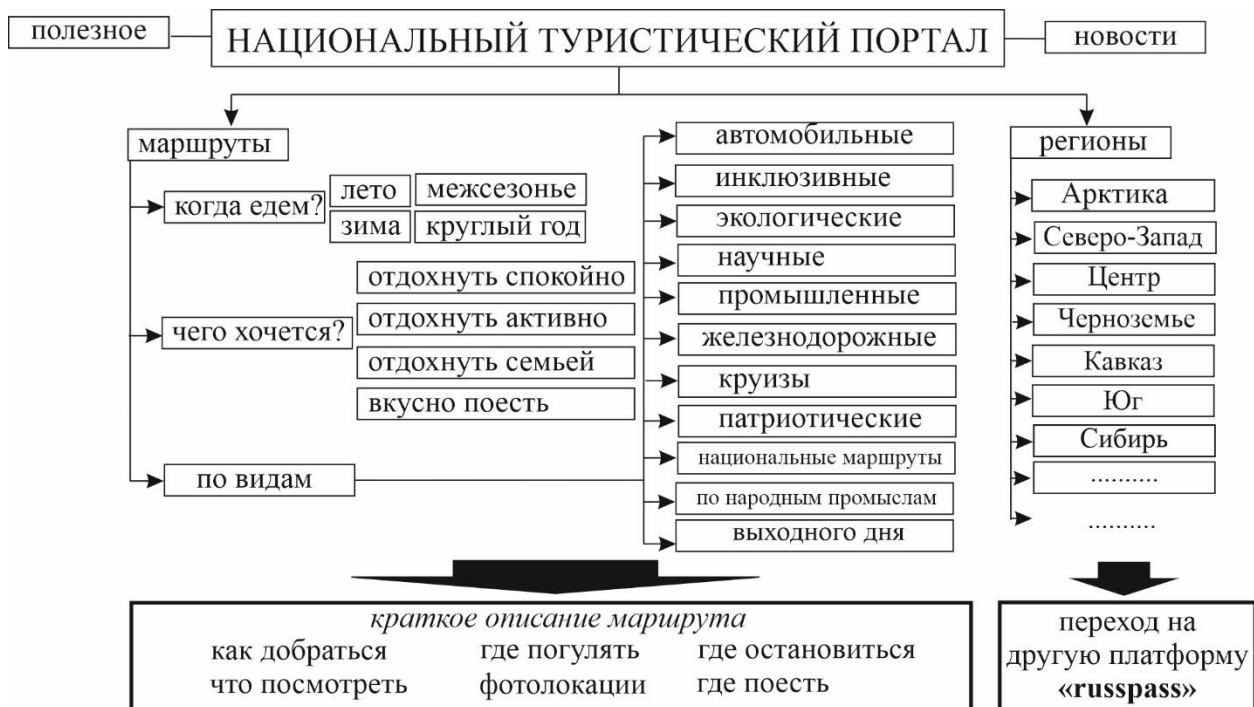 полезное
НАЦИОНАЛЬНЫЙ ТУРИСТИЧЕСКИЙ ПОРТАЛ
новости
маршруты
когда едем?
лето
межсезонье
зима
круглый год
чего хочется?
отдохнуть спокойно
отдохнуть активно
отдохнуть семьей
вкусно поесть
по видам
автомобильные
инклюзивные
экологические
научные
промышленные
железнодорожные
круизы
патриотические
национальные маршруты
по народным промыслам
выходного дня
регионы
Арктика
Северо-Запад
Центр
Черноземье
Кавказ
Юг
Сибирь
..........
..........
краткое описание маршрута
как добраться где погулять где остановиться
что посмотреть фотолокации где поесть
переход на
другую платформу
«russpass»